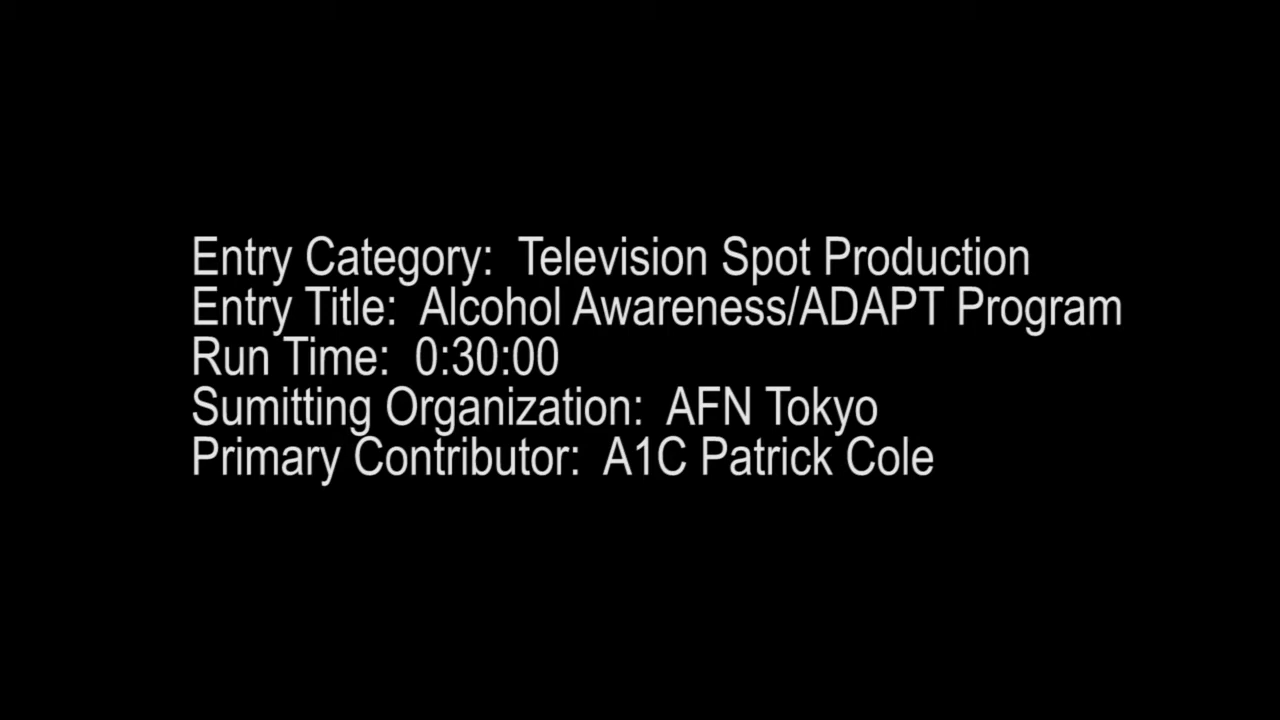 Entry Category:  Television Spot Production
Entry Title:  Alcohol Awareness/ADAPT Program
Run Time:  0:30:00
Sumitting Organization:  AFN Tokyo
Primary Contributor:  A1C Patrick Cole